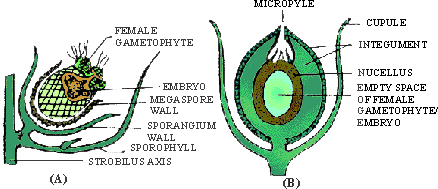 FEMALE
GAMETOPHYTE
EMBRYO
MEGASPORE
WALL
SPORANGIUM
WALL
SPOROPHYLL
STROBILUS AXIS
(A)
MICROPYLE
CUPULE
INTEGUMENT
NUCELLUS
EMPTY SPACE
OF FEMALE
GAMETOPHYTE/
EMBRYO
(B)